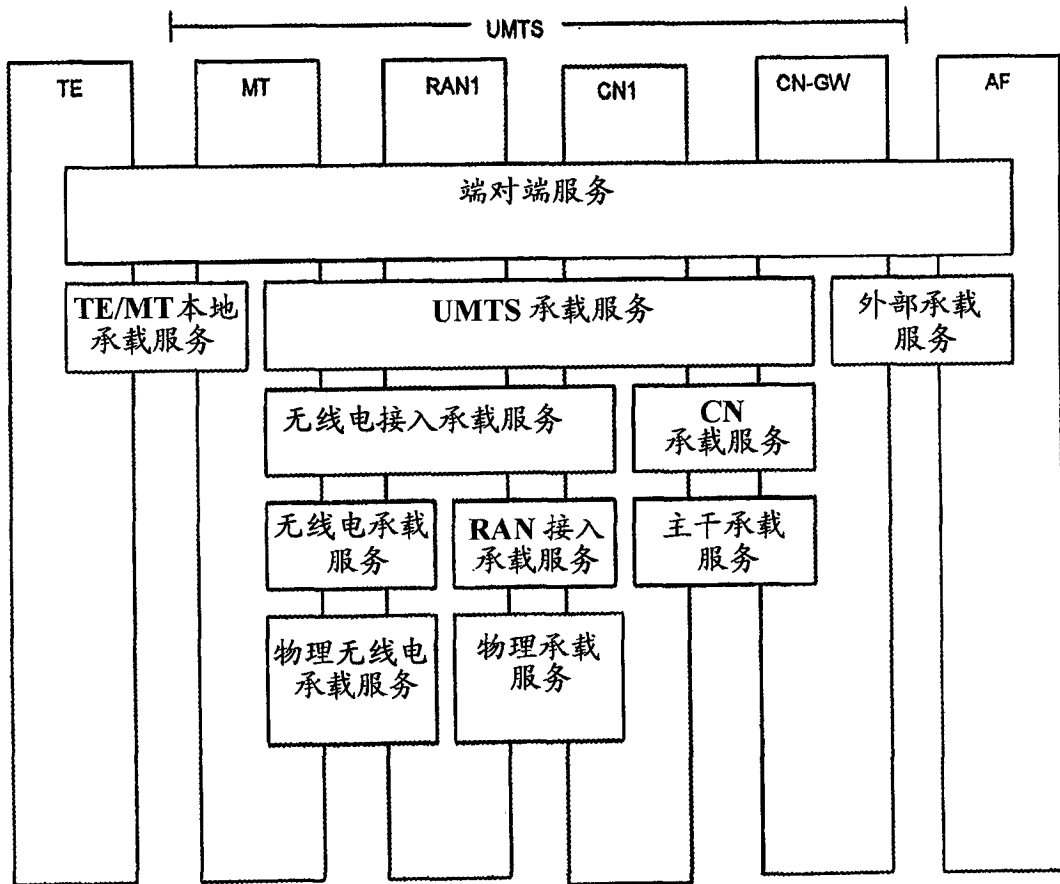 UMTS
TE
MT
RAN1
CN1
CN-GW
AF
端对端服务
TE/MT本地
承载服务
UMTS 承载服务
外部承载
服务
无线电接入承载服务
CN
承载服务
无线电承载
服务
RAN 接入
承载服务
主干承载
服务
物理无线电
承载服务
物理承载
服务